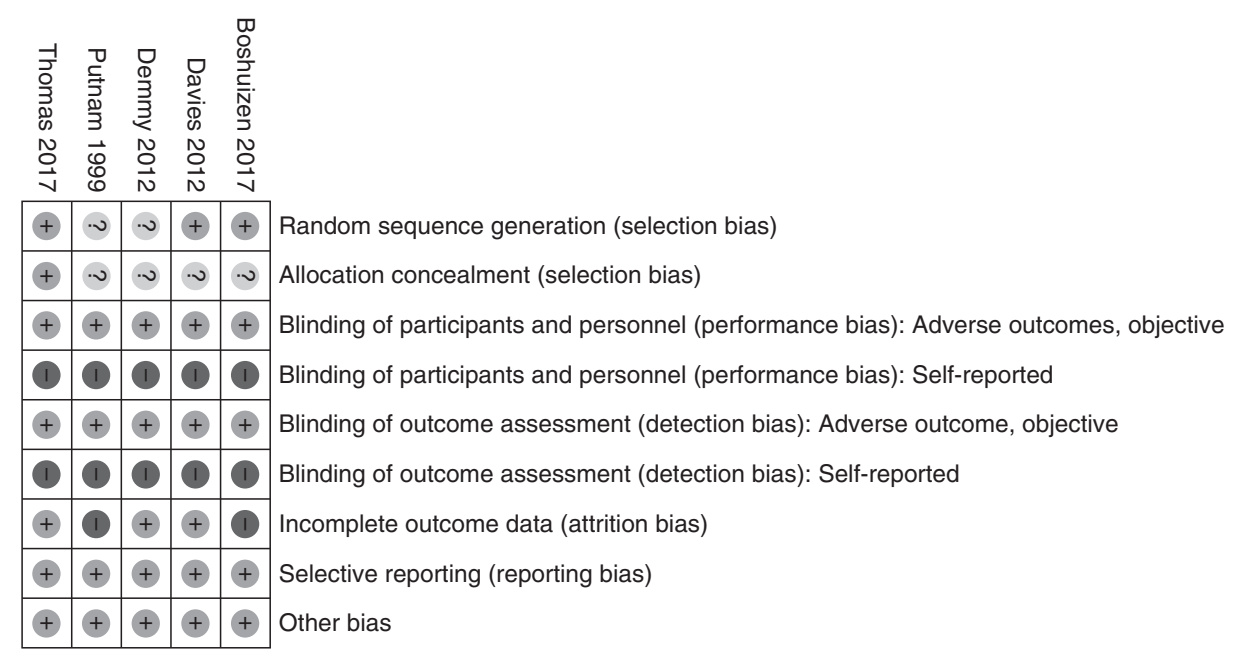 Thomas 2017
Putnam 1999
Demmy 2012
Davies 2012
Boshuizen 2017
+ ? ? + + Random sequence generation (selection bias)
+ ? ? ? ? Allocation concealment (selection bias)
+ + + + + Blinding of participants and personnel (performance bias): Adverse outcomes, objective
– – – – – Blinding of participants and personnel (performance bias): Self-reported
+ + + + + Blinding of outcome assessment (detection bias): Adverse outcome, objective
– – – – – Blinding of outcome assessment (detection bias): Self-reported
+ – + + – Incomplete outcome data (attrition bias)
+ + + + + Selective reporting (reporting bias)
+ + + + + Other bias